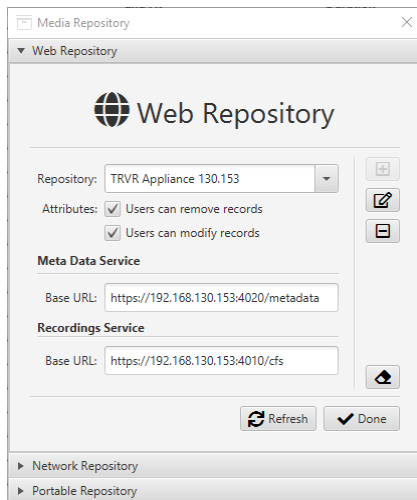 Media Repository
Web Repository
Web Repository
Repository: TRVR Appliance 130.153
Attributes: Users can remove records
Users can modify records
Meta Data Service
Base URL: https://192.168.130.153:4020/metadata
Recordings Service
Base URL: https://192.168.130.153:4010/cfs
Refresh Done
Network Repository
Portable Repository